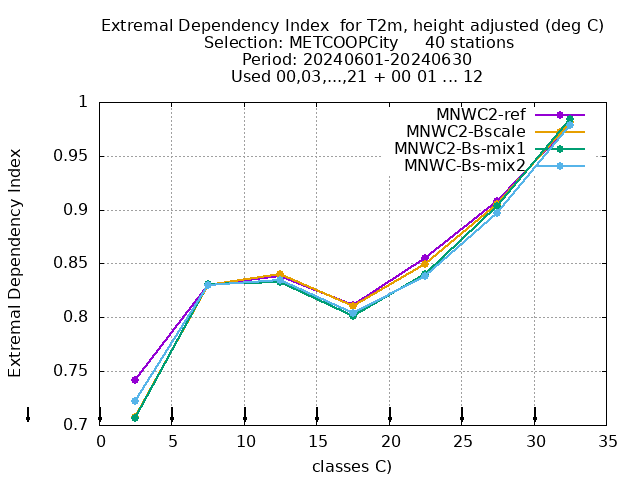 Extremal Dependency Index  for T2m, height adjusted (deg C)
Selection: METCOOPCity     40 stations
Period: 20240601-20240630
Used 00,03,...,21 + 00 01 ... 12
MNWC2-ref
MNWC2-Bscale
MNWC2-Bs-mix1
MNWC-Bs-mix2
Extremal Dependency Index
1
0.95
0.9
0.85
0.8
0.75
0.7
0 5 10 15 20 25 30 35
classes C)